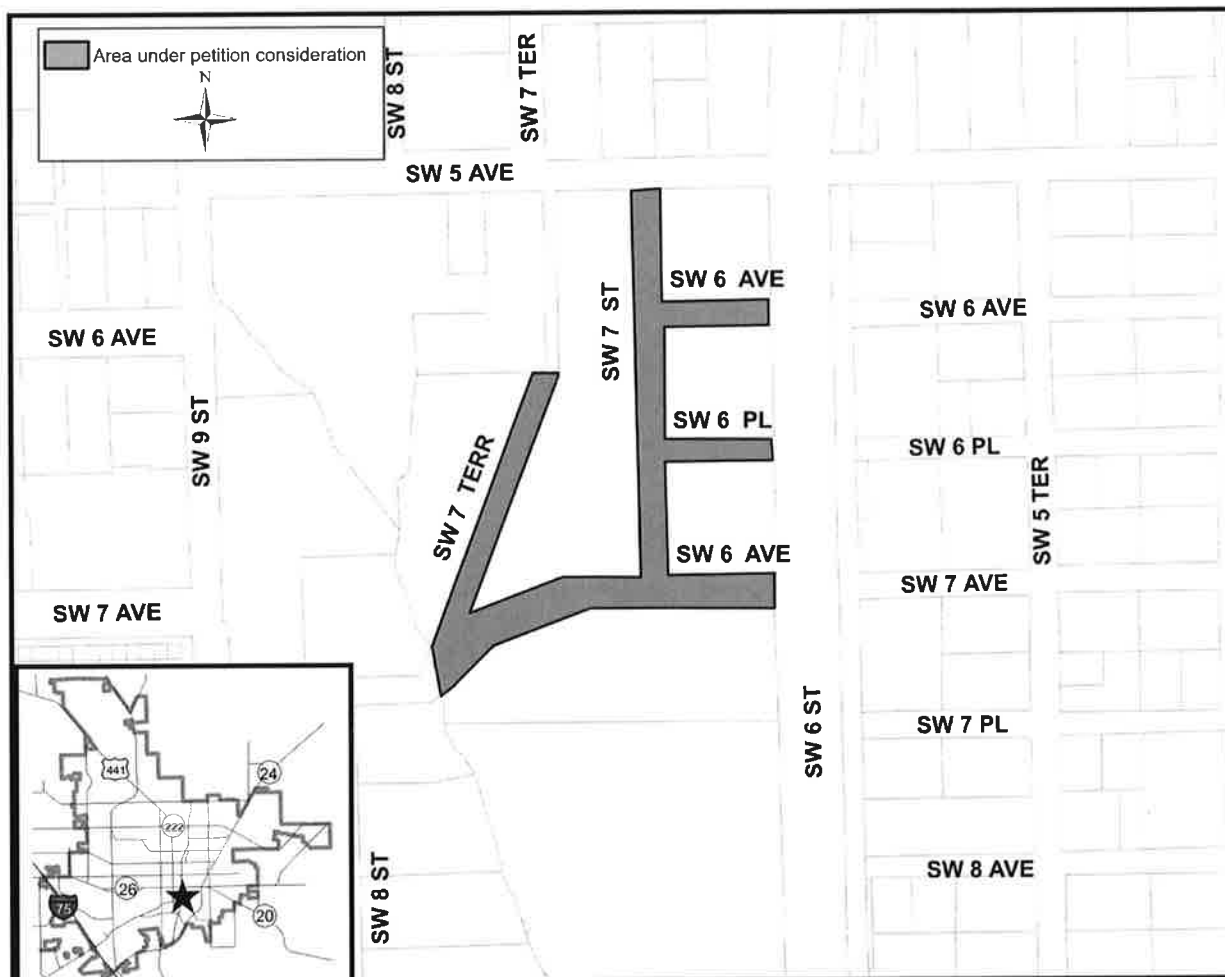 Area under petition consideration
N
SW 8 ST
SW 7 TER
SW 5 AVE
SW 6 AVE
SW 7 ST
SW 6 AVE
SW 6 AVE
SW 9 ST
SW 7 TERR
SW 6 PL
SW 6 PL
SW 5 TER
SW 6 AVE
SW 7 AVE
SW 7 AVE
SW 6 ST
SW 7 PL
SW 8 AVE
SW 8 ST
441
24
222
26
75
20